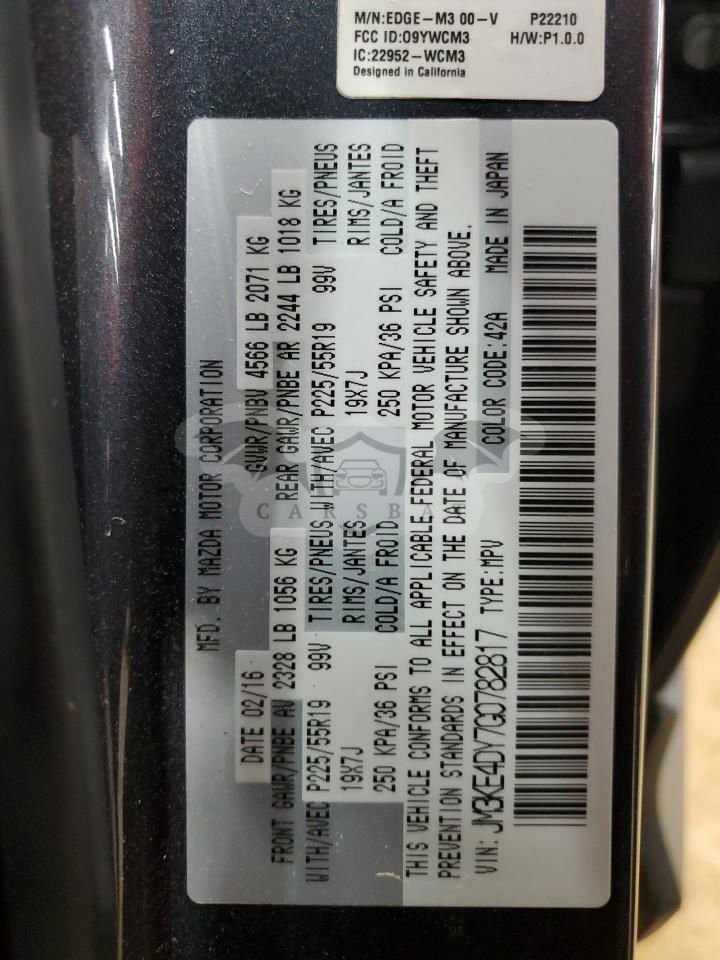 M/N:EDGE-M3 00-V P22210
FCC ID:O9YWCM3 H/W:P1.0.0
IC:22952-WCM3
Designed in California
MFD. BY MAZDA MOTOR CORPORATION
DATE 02/16 GVWR/PNBV 4566 LB 2071 KG
FRONT GAWR/PNBE AV 2328 LB 1056 KG REAR GAWR/PNBE AR 2244 LB 1018 KG
WITH/AVEC P225/55R19 99V TIRES/PNEUS WITH/AVEC P225/55R19 99V TIRES/PNEUS
19X7J RIMS/JANTES 19X7J RIMS/JANTES
250 KPA/36 PSI COLD/A FROID 250 KPA/36 PSI COLD/A FROID
THIS VEHICLE CONFORMS TO ALL APPLICABLE FEDERAL MOTOR VEHICLE SAFETY AND THEFT
PREVENTION STANDARDS IN EFFECT ON THE DATE OF MANUFACTURE SHOWN ABOVE.
VIN: JM3KE4DY7G0782817 TYPE:MPV COLOR CODE:42A MADE IN JAPAN